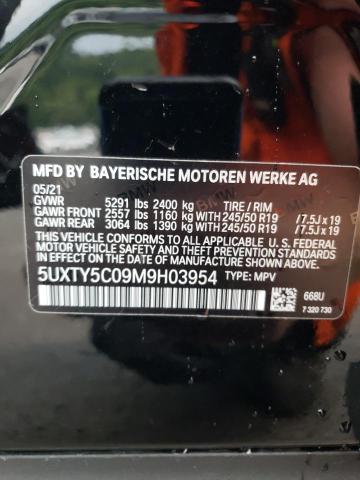 MFD BY BAYERISCHE MOTOREN WERKE AG
05/21
GVWR 5291 lbs 2400 kg TIRE / RIM
GAWR FRONT 2557 lbs 1160 kg WITH 245/50 R19 /7.5J x 19
GAWR REAR 3064 lbs 1390 kg WITH 245/50 R19 /7.5J x 19
THIS VEHICLE CONFORMS TO ALL APPLICABLE U.S. FEDERAL
MOTOR VEHICLE SAFETY AND THEFT PREVENTION STANDARDS
IN EFFECT ON THE DATE OF MANUFACTURE SHOWN ABOVE.
5UXTY5C09M9H03954 TYPE: MPV
668U
7 320 730